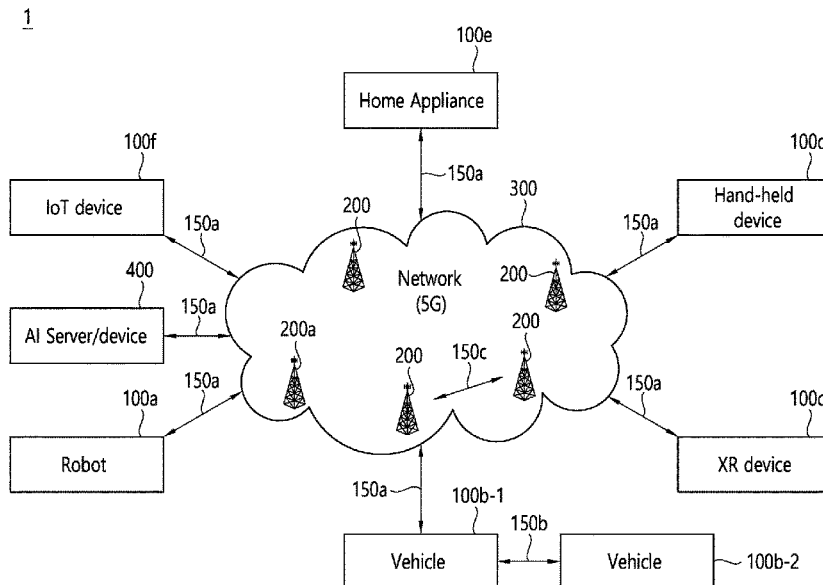 1
100e
Home Appliance
100f
IoT device
150a
100d
Hand-held
device
300
200
150a
150a
400
AI Server/device
150a
Network
(5G)
200
200a
200
150c
200
100a
Robot
150a
150a
100c
XR device
150a
100b-1
Vehicle
150b
Vehicle
100b-2